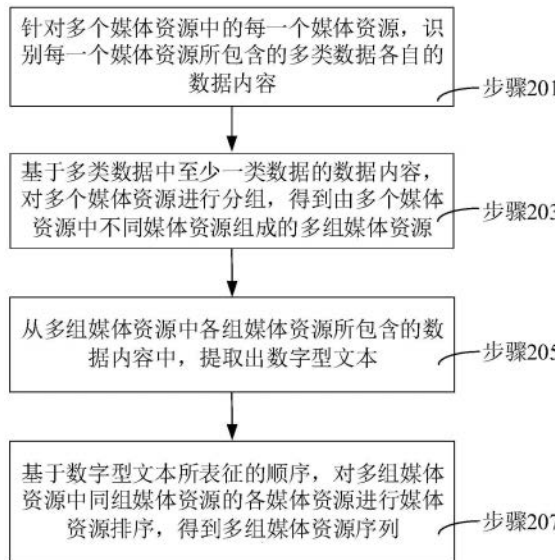 针对多个媒体资源中的每一个媒体资源，识
别每一个媒体资源所包含的多类数据各自的
数据内容
步骤201
基于多类数据中至少一类数据的数据内容，
对多个媒体资源进行分组，得到由多个媒体
资源中不同媒体资源组成的多组媒体资源
步骤203
从多组媒体资源中各组媒体资源所包含的数
据内容中，提取出数字型文本
步骤205
基于数字型文本所表征的顺序，对多组媒体
资源中同组媒体资源的各媒体资源进行媒体
资源排序，得到多组媒体资源序列
步骤207